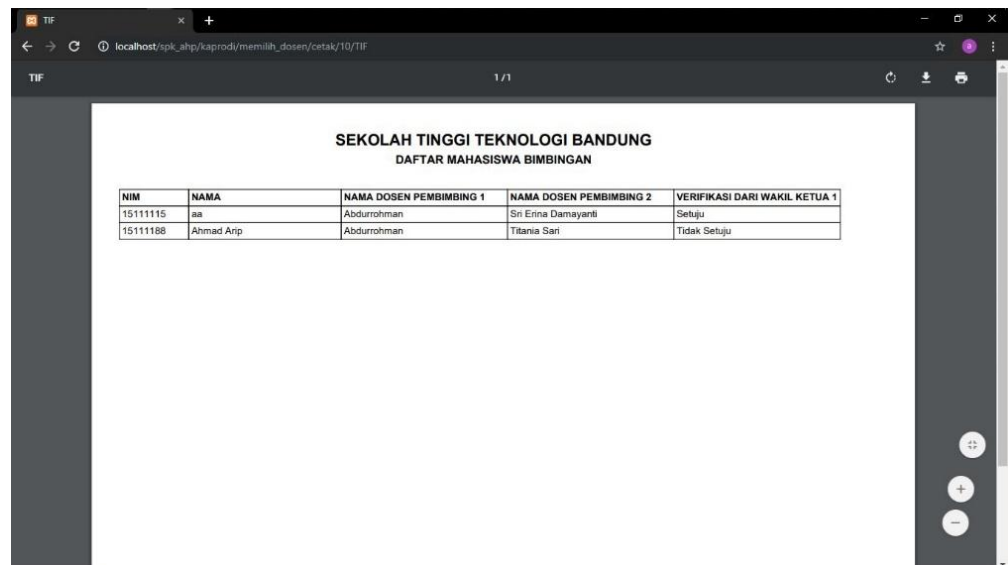 TIF
localhost/spk_ahp/kaprodi/memilih_dosen/cetak/10/TIF
TIF 1/1
SEKOLAH TINGGI TEKNOLOGI BANDUNG
DAFTAR MAHASISWA BIMBINGAN
NIM NAMA NAMA DOSEN PEMBIMBING 1 NAMA DOSEN PEMBIMBING 2 VERIFIKASI DARI WAKIL KETUA 1
15111115 aa Abdurrohman Sri Erina Damayanti Setuju
15111188 Ahmad Arip Abdurrohman Titania Sari Tidak Setuju